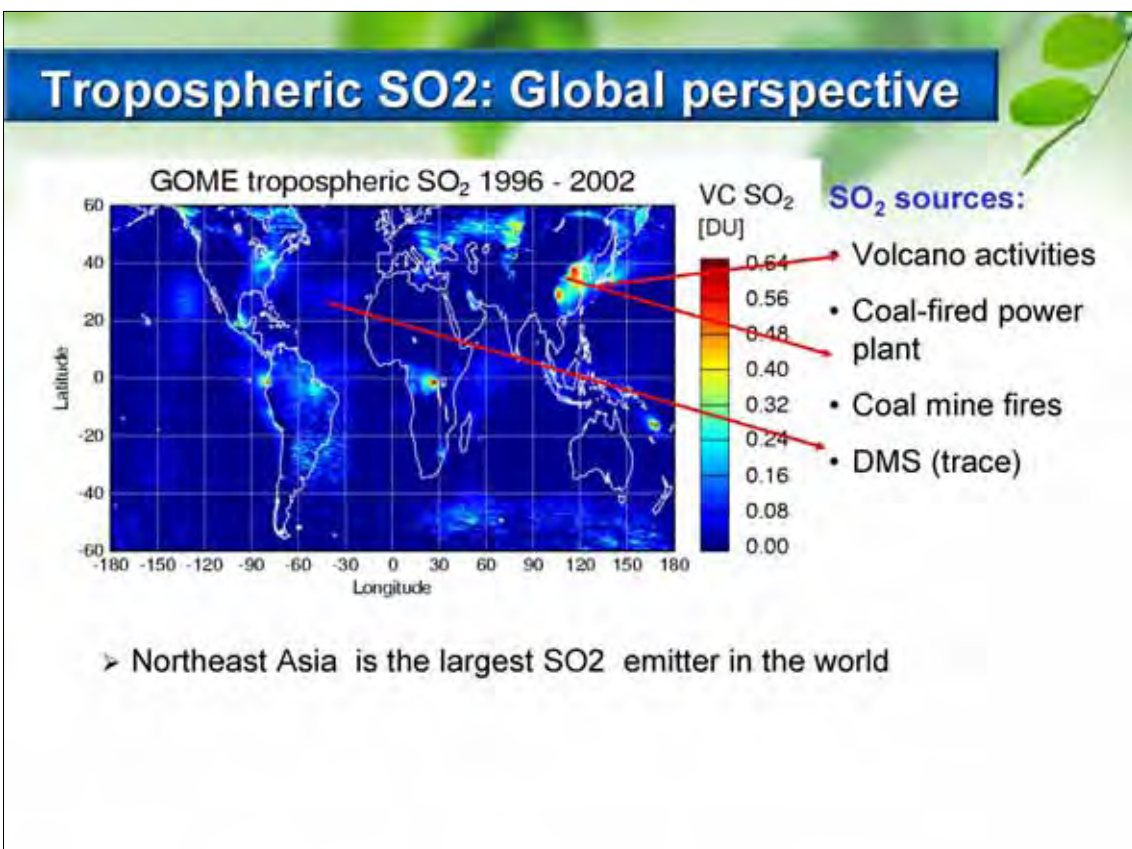 Tropospheric SO2: Global perspective
GOME tropospheric SO₂ 1996 - 2002
VC SO₂
[DU]
60
40
20
0
-20
-40
-60
Latitude
-180 -150 -120 -90 -60 -30 0 30 60 90 120 150 180
Longitude
0.64
0.56
0.48
0.40
0.32
0.24
0.16
0.08
0.00
SO₂ sources:
• Volcano activities
• Coal-fired power
plant
• Coal mine fires
• DMS (trace)
➢ Northeast Asia is the largest SO2 emitter in the world